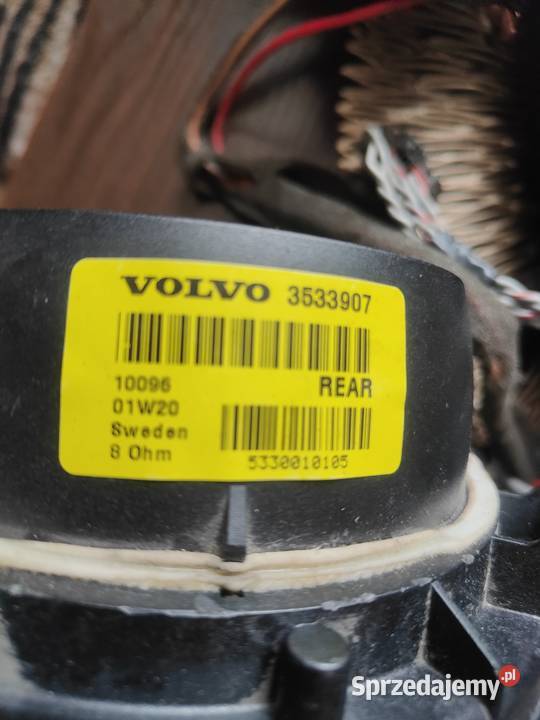 VOLVO 3533907
10096 REAR
01W20
Sweden
8 Ohm 5330010105
Sprzedajemy.pl